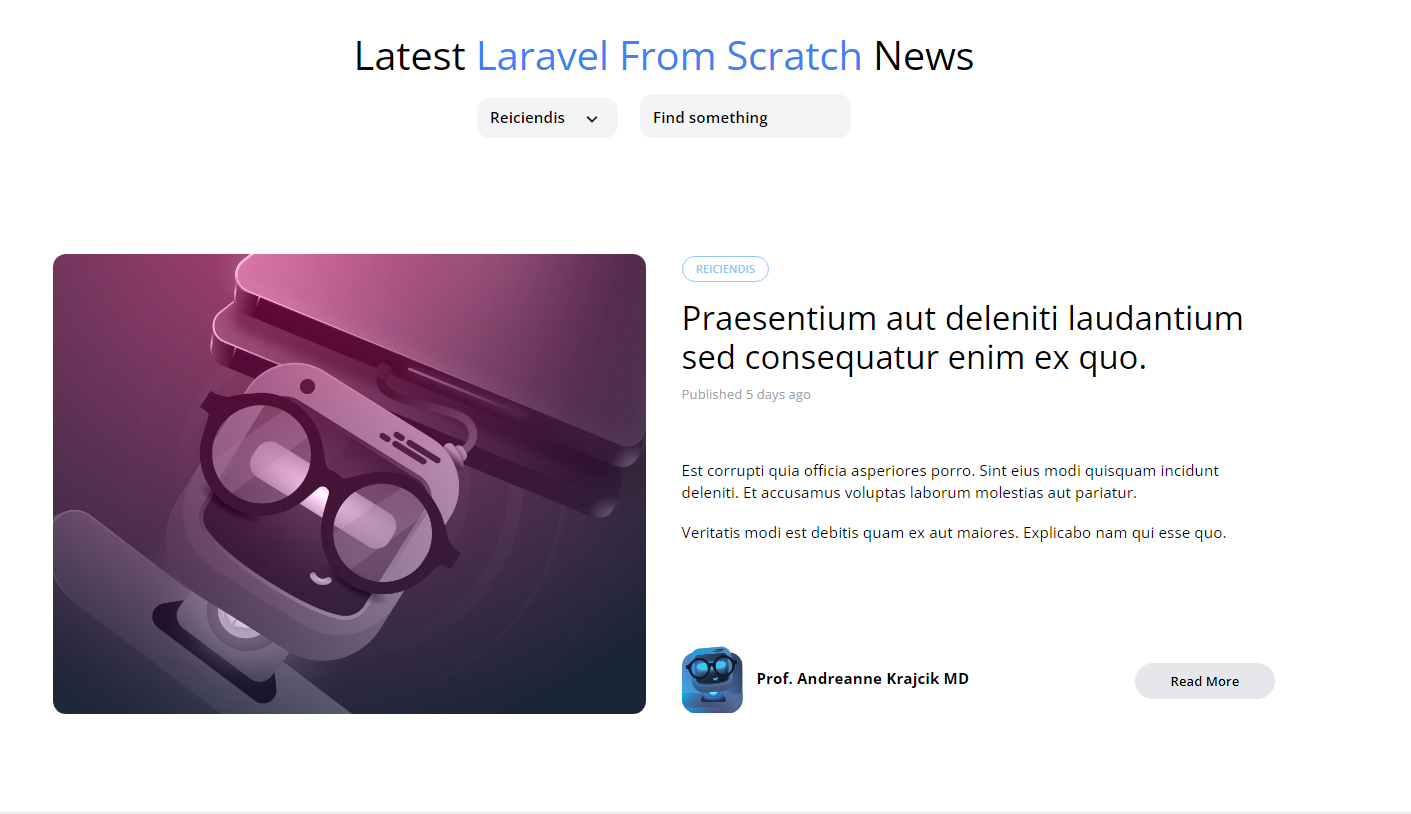 Latest Laravel From Scratch News
Reiciendis
Find something
REICIENDIS
Praesentium aut deleniti laudantium
sed consequatur enim ex quo.
Published 5 days ago
Est corrupti quia officia asperiores porro. Sint eius modi quisquam incidunt
deleniti. Et accusamus voluptas laborum molestias aut pariatur.
Veritatis modi est debitis quam ex aut maiores. Explicabo nam qui esse quo.
Prof. Andreanne Krajcik MD
Read More